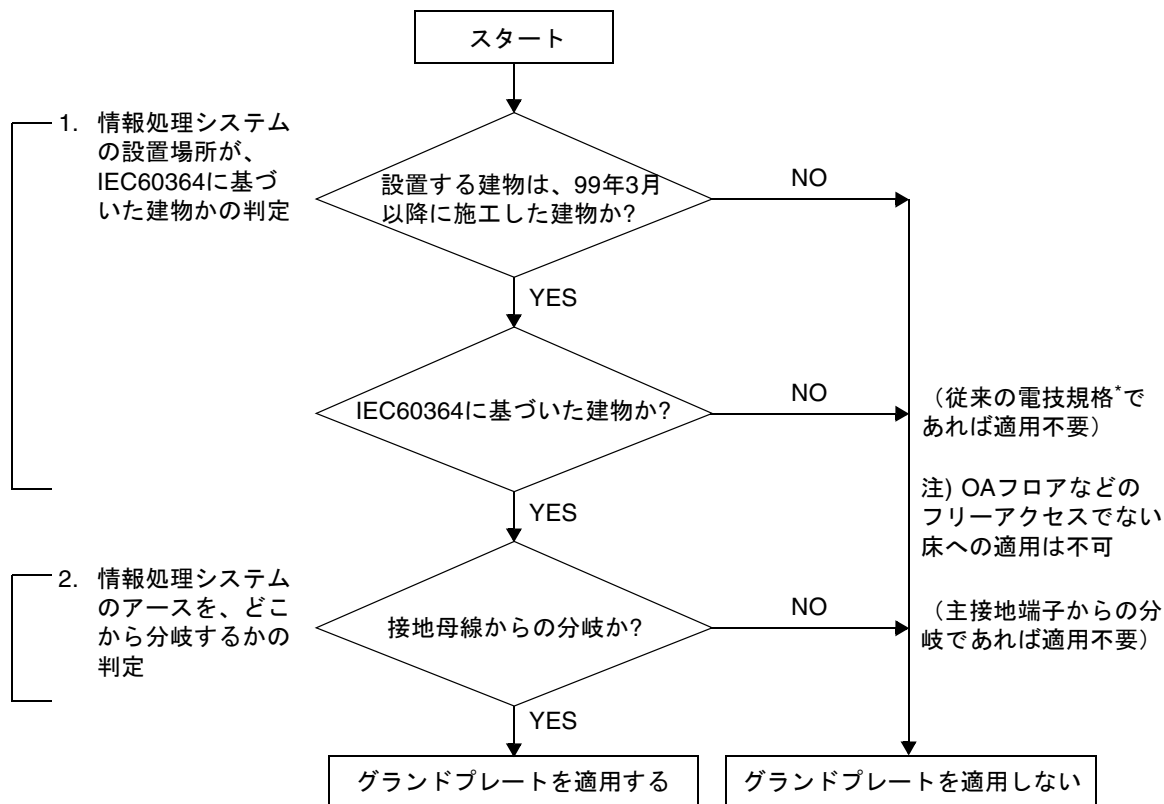 スタート
1. 情報処理システム
の設置場所が、
IEC60364に基づ
いた建物かの判定
設置する建物は、99年3月
以降に施工した建物か?
NO
YES
IEC60364に基づいた建物か?
NO
（従来の電技規格*で
あれば適用不要）
YES
注) OAフロアなどの
フリーアクセスでない
床への適用は不可
2. 情報処理システム
のアースを、どこ
から分岐するかの
判定
接地母線からの分岐か?
NO
（主接地端子からの分
岐であれば適用不要）
YES
グランドプレートを適用する
グランドプレートを適用しない